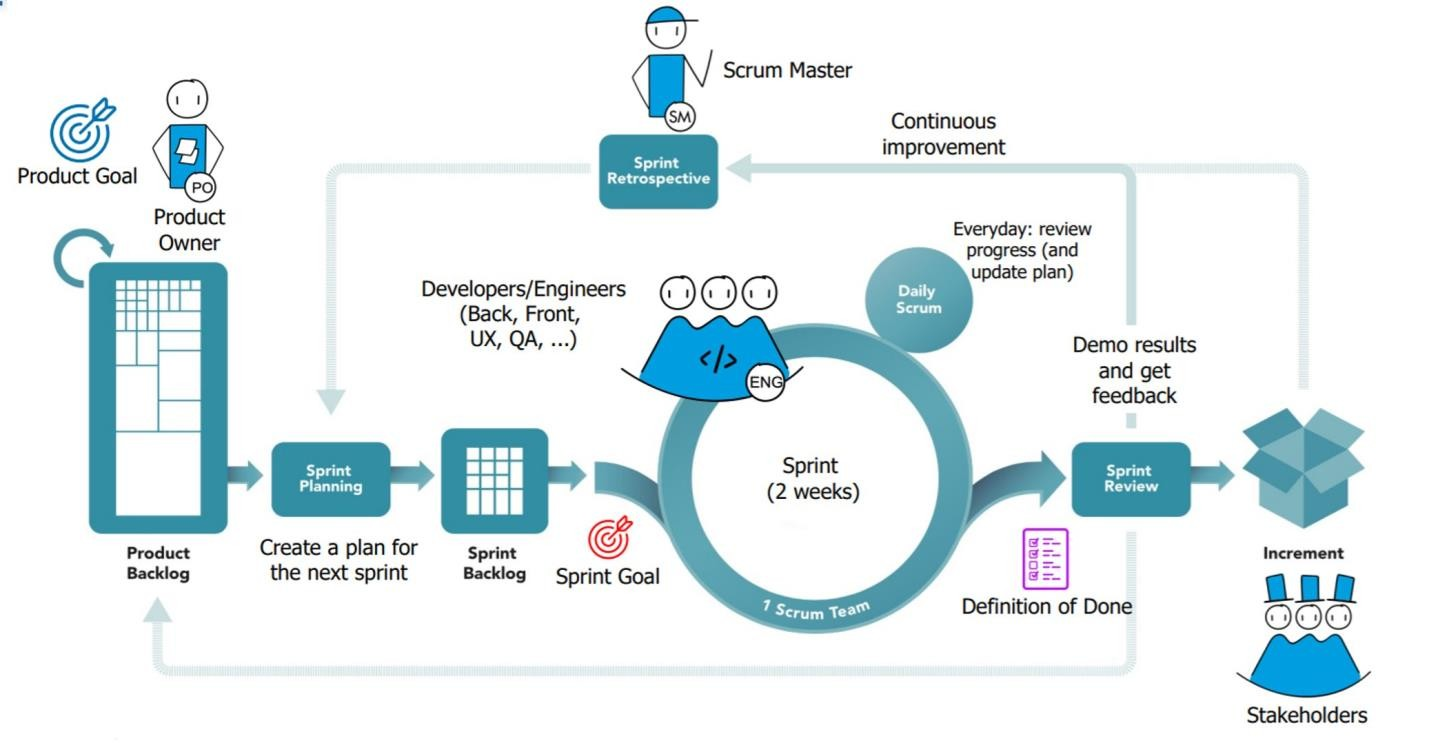 Scrum Master
SM
Product Goal
PO
Product
Owner
Sprint
Retrospective
Continuous
improvement
Everyday: review
progress (and
update plan)
Daily
Scrum
Developers/Engineers
(Back, Front,
UX, QA, ...)
</>
ENG
Demo results
and get
feedback
Sprint
Planning
Sprint
(2 weeks)
Sprint
Review
Product
Backlog
Create a plan for
the next sprint
Sprint
Backlog
Sprint Goal
1 Scrum Team
Definition of Done
Increment
Stakeholders